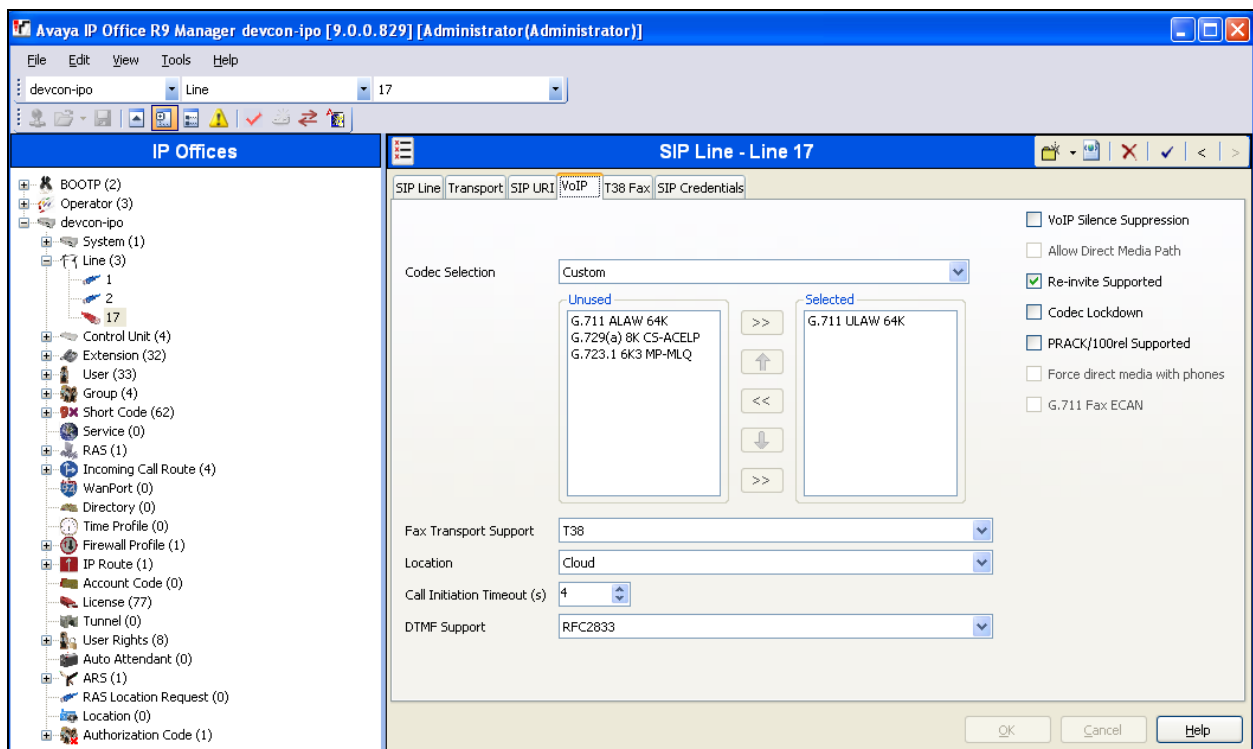 Avaya IP Office R9 Manager devcon-ipo [9.0.0.829] [Administrator(Administrator)]
File Edit View Tools Help
devcon-ipo Line 17
IP Offices
BOOTP (2)
Operator (3)
devcon-ipo
System (1)
Line (3)
1
2
17
Control Unit (4)
Extension (32)
User (33)
Group (4)
Short Code (62)
Service (0)
RAS (1)
Incoming Call Route (4)
WanPort (0)
Directory (0)
Time Profile (0)
Firewall Profile (1)
IP Route (1)
Account Code (0)
License (77)
Tunnel (0)
User Rights (8)
Auto Attendant (0)
ARS (1)
RAS Location Request (0)
Location (0)
Authorization Code (1)
SIP Line - Line 17
SIP Line Transport SIP URI VoIP T38 Fax SIP Credentials
Codec Selection Custom
Unused
G.711 ALAW 64K
G.729(a) 8K CS-ACELP
G.723.1 6K3 MP-MLQ
>>
<<
>>
Selected
G.711 ULAW 64K
Fax Transport Support T38
Location Cloud
Call Initiation Timeout (s) 4
DTMF Support RFC2833
VoIP Silence Suppression
Allow Direct Media Path
Re-invite Supported
Codec Lockdown
PRACK/100rel Supported
Force direct media with phones
G.711 Fax ECAN
OK Cancel Help